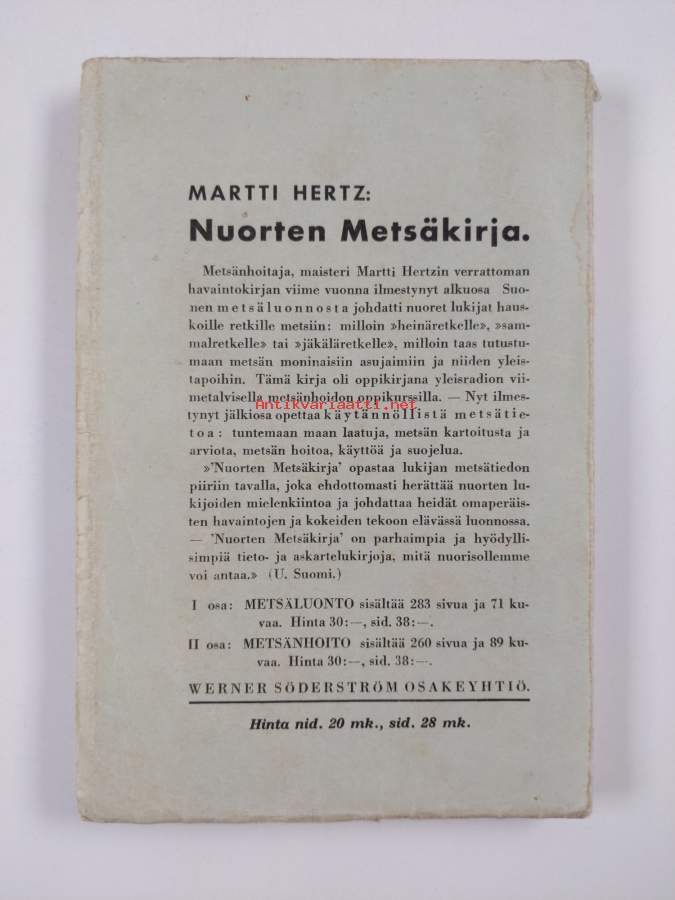 MARTTI HERTZ:
Nuorten Metsäkirja.
Metsänhoitaja, maisteri Martti Hertzin verrattoman
havaintokirjan viime vuonna ilmestynyt alkuosa Suo-
nen metsäluonnosta johdatti nuoret lukijat haus-
koille retkille metsiin: milloin »heinäretkelle», »sam-
malretkelle» tai »jäkäläretkelle», milloin taas tutustu-
maan metsän moninaisiin asujaimiin ja niiden yleis-
tapoihin. Tämä kirja oli oppikirjana yleisradion vii-
metalvisella metsänhoidon oppikurssilla. — Nyt ilmes-
Antikvariaatti.net
tynyt jälkiosa opettaa käytännöllistä metsätie-
toa: tuntemaan maan laatuja, metsän kartoitusta ja
arviota, metsän hoitoa, käyttöä ja suojelua.
»'Nuorten Metsäkirja' opastaa lukijan metsätiedon
piiriin tavalla, joka ehdottomasti herättää nuorten lu-
kijoiden mielenkiintoa ja johdattaa heidät omaperäis-
ten havaintojen ja kokeiden tekoon elävässä luonnossa.
— 'Nuorten Metsäkirja' on parhaimpia ja hyödylli-
simpiä tieto- ja askartelukirjoja, mitä nuorisollemme
voi antaa.» (U. Suomi.)
I osa: METSÄLUONTO sisältää 283 sivua ja 71 ku-
vaa. Hinta 30:—, sid. 38:—.
II osa: METSÄNHOITO sisältää 260 sivua ja 89 ku-
vaa. Hinta 30:—, sid. 38:—.
WERNER SÖDERSTRÖM OSAKEYHTIÖ.
Hinta nid. 20 mk., sid. 28 mk.